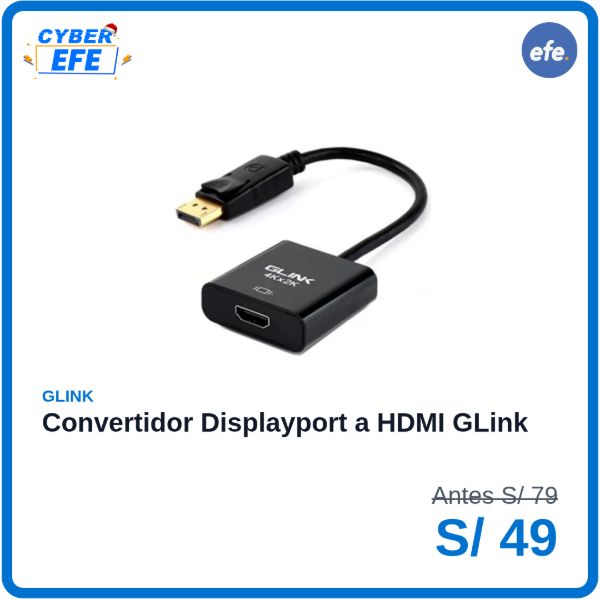 CYBER
EFE
efe.
GLINK
4Kx2K
GLINK
Convertidor Displayport a HDMI GLink
Antes S/ 79
S/ 49